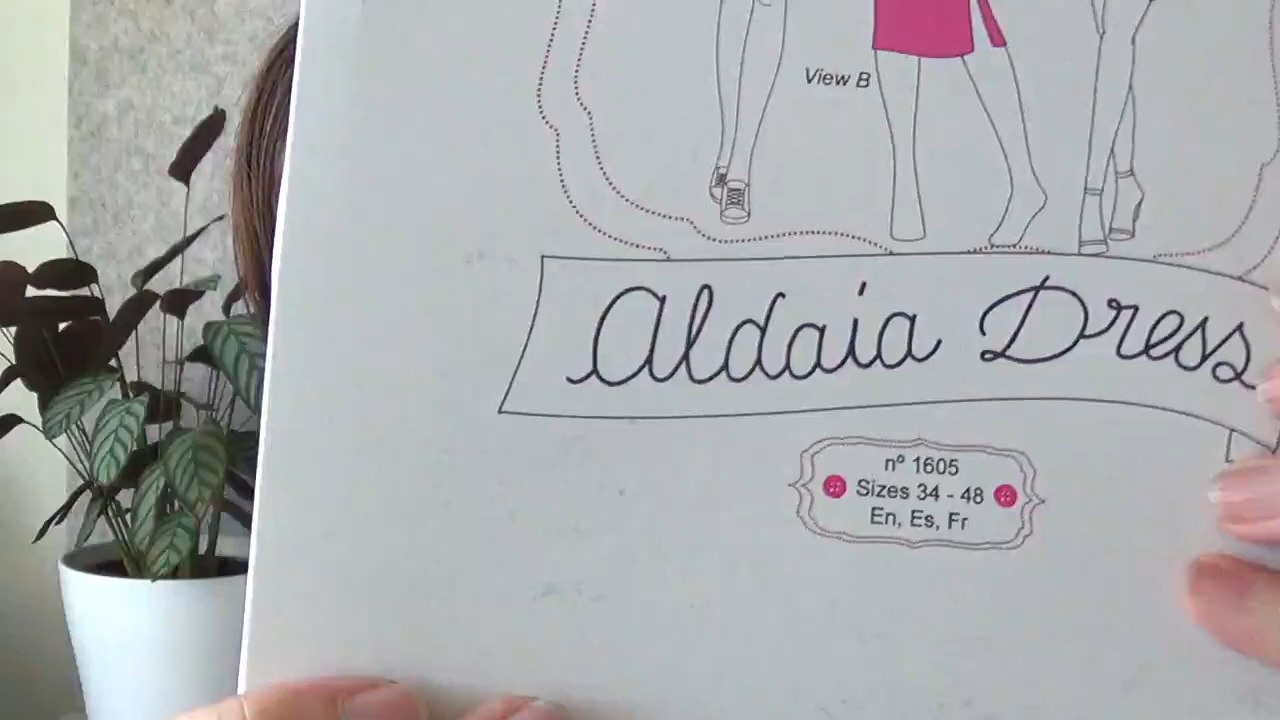 View B
Aldaia Dress
nº 1605
Sizes 34 - 48
En, Es, Fr